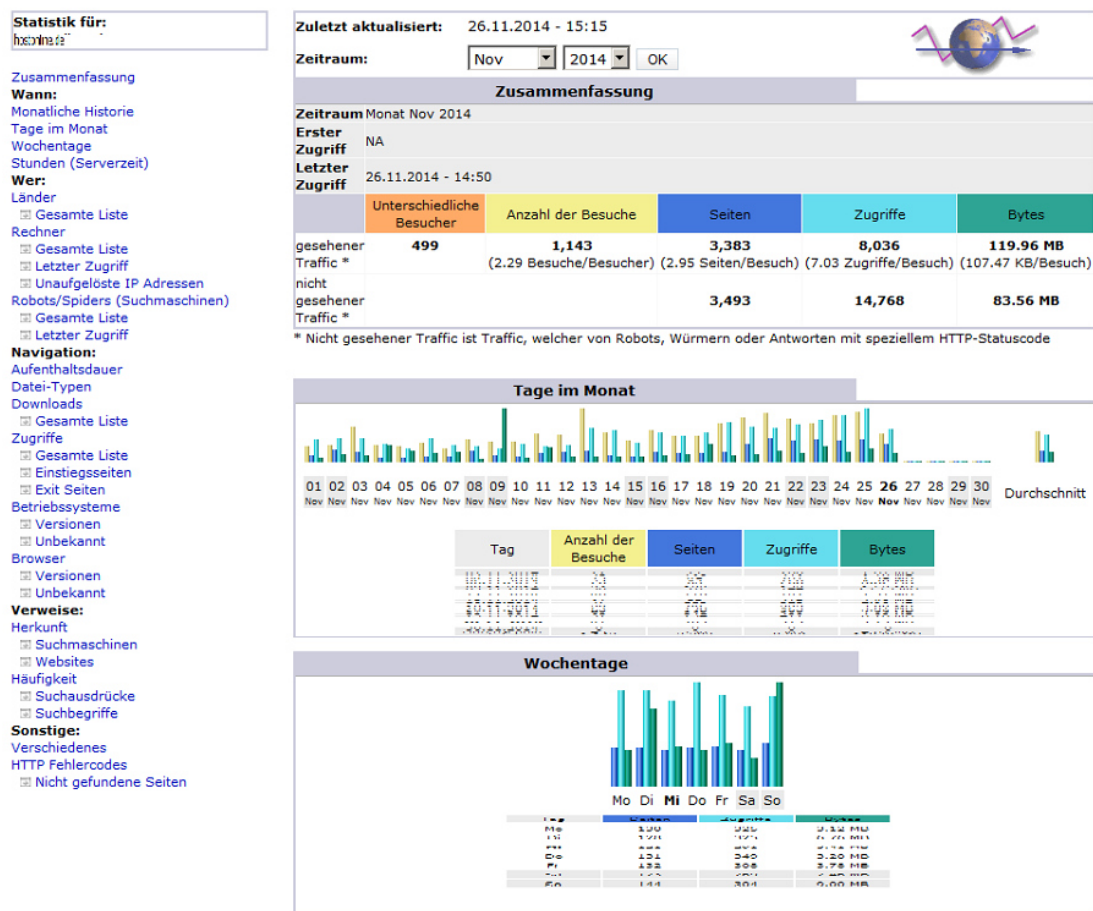 Statistik für:
Zusammenfassung
Wann:
Monatliche Historie
Tage im Monat
Wochentage
Stunden (Serverzeit)
Wer:
Länder
Gesamte Liste
Rechner
Gesamte Liste
Letzter Zugriff
Unaufgelöste IP Adressen
Robots/Spiders (Suchmaschinen)
Gesamte Liste
Letzter Zugriff
Navigation:
Aufenthaltsdauer
Datei-Typen
Downloads
Gesamte Liste
Zugriffe
Gesamte Liste
Einstiegsseiten
Exit Seiten
Betriebssysteme
Versionen
Unbekannt
Browser
Versionen
Unbekannt
Verweise:
Herkunft
Suchmaschinen
Websites
Häufigkeit
Suchausdrücke
Suchbegriffe
Sonstige:
Verschiedenes
HTTP Fehlercodes
Nicht gefundene Seiten
Zuletzt aktualisiert: 26.11.2014 - 15:15
Zeitraum: Nov 2014 OK
Zusammenfassung
Zeitraum Monat Nov 2014
Erster
Zugriff NA
Letzter
Zugriff 26.11.2014 - 14:50
Unterschiedliche Besucher Anzahl der Besuche Seiten Zugriffe Bytes
gesehener 499 1,143 3,383 8,036 119.96 MB
Traffic * (2.29 Besuche/Besucher) (2.95 Seiten/Besuch) (7.03 Zugriffe/Besuch) (107.47 KB/Besuch)
nicht
gesehener 3,493 14,768 83.56 MB
Traffic *
* Nicht gesehener Traffic ist Traffic, welcher von Robots, Würmern oder Antworten mit speziellem HTTP-Statuscode
Tage im Monat
01 02 03 04 05 06 07 08 09 10 11 12 13 14 15 16 17 18 19 20 21 22 23 24 25 26 27 28 29 30 Durchschnitt
Nov Nov Nov Nov Nov Nov Nov Nov Nov Nov Nov Nov Nov Nov Nov Nov Nov Nov Nov Nov Nov Nov Nov Nov Nov Nov Nov Nov Nov Nov
Tag Anzahl der Besuche Seiten Zugriffe Bytes
Wochentage
Mo Di Mi Do Fr Sa So